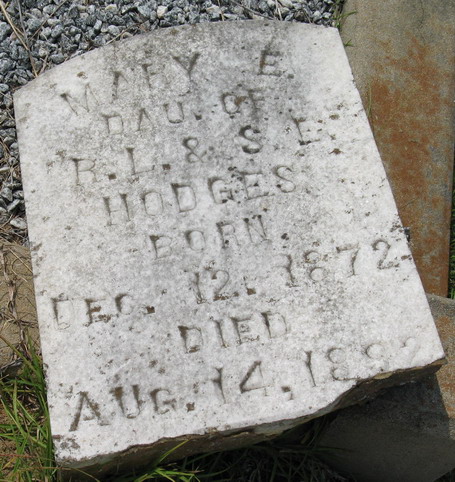 MARY E.
DAU. OF
R. L. & S. E.
HODGES.
BORN
DEC. 12. 1872
DIED
AUG. 14,